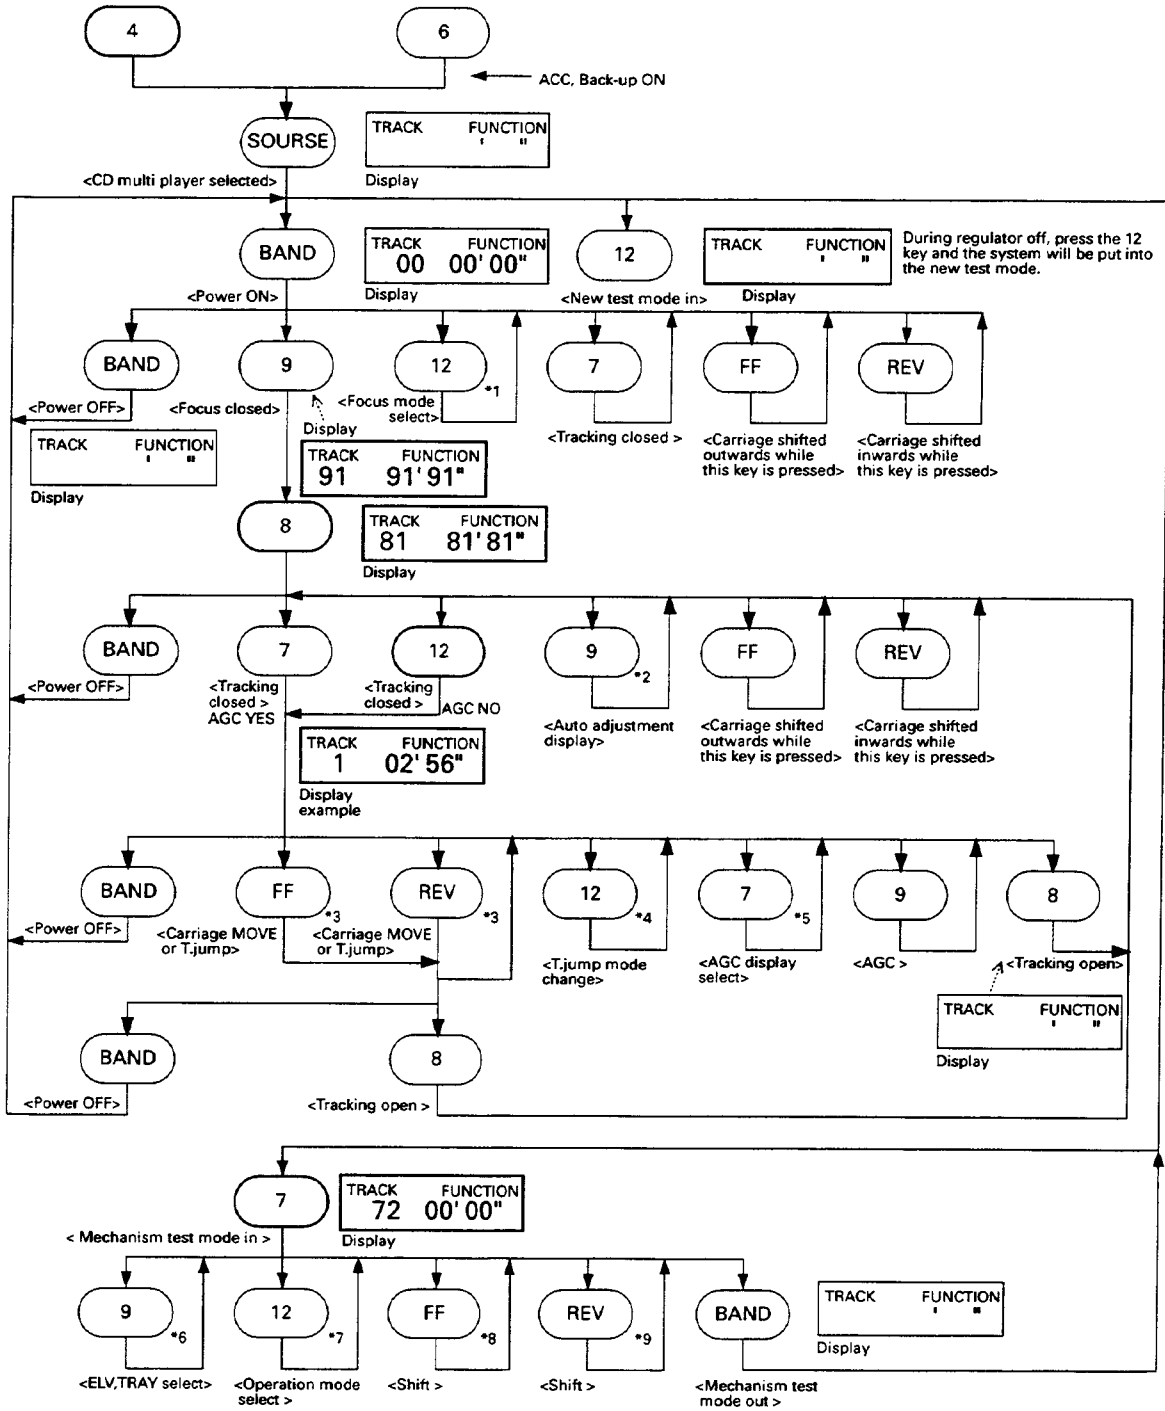 4
6
ACC, Back-up ON
SOURSE
TRACK FUNCTION
' "
Display
<CD multi player selected>
BAND
TRACK FUNCTION
00 00'00"
Display
12
TRACK FUNCTION
' "
Display
During regulator off, press the 12
key and the system will be put into
the new test mode.
<Power ON>
<New test mode in>
BAND
9
12
*1
7
FF
REV
<Power OFF>
<Focus closed>
<Focus mode
select>
<Tracking closed >
<Carriage shifted
outwards while
this key is pressed>
<Carriage shifted
inwards while
this key is pressed>
TRACK FUNCTION
' "
Display
Display
TRACK FUNCTION
91 91'91"
8
TRACK FUNCTION
81 81'81"
Display
BAND
7
12
9
*2
FF
REV
<Power OFF>
<Tracking
closed >
AGC YES
<Tracking
closed >
AGC NO
<Auto adjustment
display>
<Carriage shifted
outwards while
this key is pressed>
<Carriage shifted
inwards while
this key is pressed>
TRACK FUNCTION
1 02'56"
Display
example
BAND
FF
*3
REV
*3
12
*4
7
*5
9
8
<Power OFF>
<Carriage MOVE
or T.jump>
<Carriage MOVE
or T.jump>
<T.jump mode
change>
<AGC display
select>
<AGC >
<Tracking open>
TRACK FUNCTION
' "
Display
BAND
8
<Power OFF>
<Tracking open >
7
TRACK FUNCTION
72 00'00"
Display
< Mechanism test mode in >
9
*6
12
*7
FF
*8
REV
*9
BAND
TRACK FUNCTION
' "
Display
<ELV,TRAY select>
<Operation mode
select >
<Shift >
<Shift >
<Mechanism test
mode out >